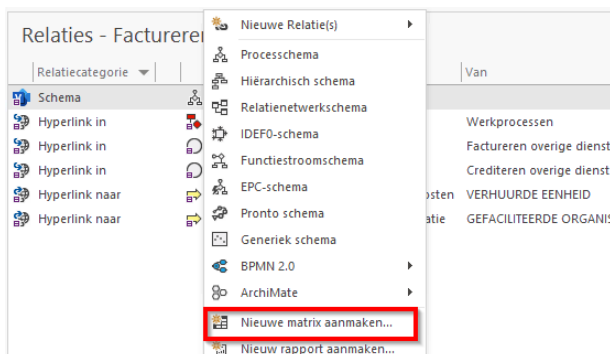 Relaties - Facturere
Nieuwe Relatie(s)
Processchema
Hiërarchisch schema
Relatienetwerkschema
IDEF0-schema
Functiestroomschema
EPC-schema
Pronto schema
Generiek schema
BPMN 2.0
ArchiMate
Nieuwe matrix aanmaken...
Nieuw rapport aanmaken...
Relatiecategorie Van
Schema
Hyperlink in Werkprocessen
Hyperlink in Factureren overige dienst
Hyperlink in Crediteren overige dienst
Hyperlink naar osten VERHUURDE EENHEID
Hyperlink naar atie GEFACILITEERDE ORGANIS